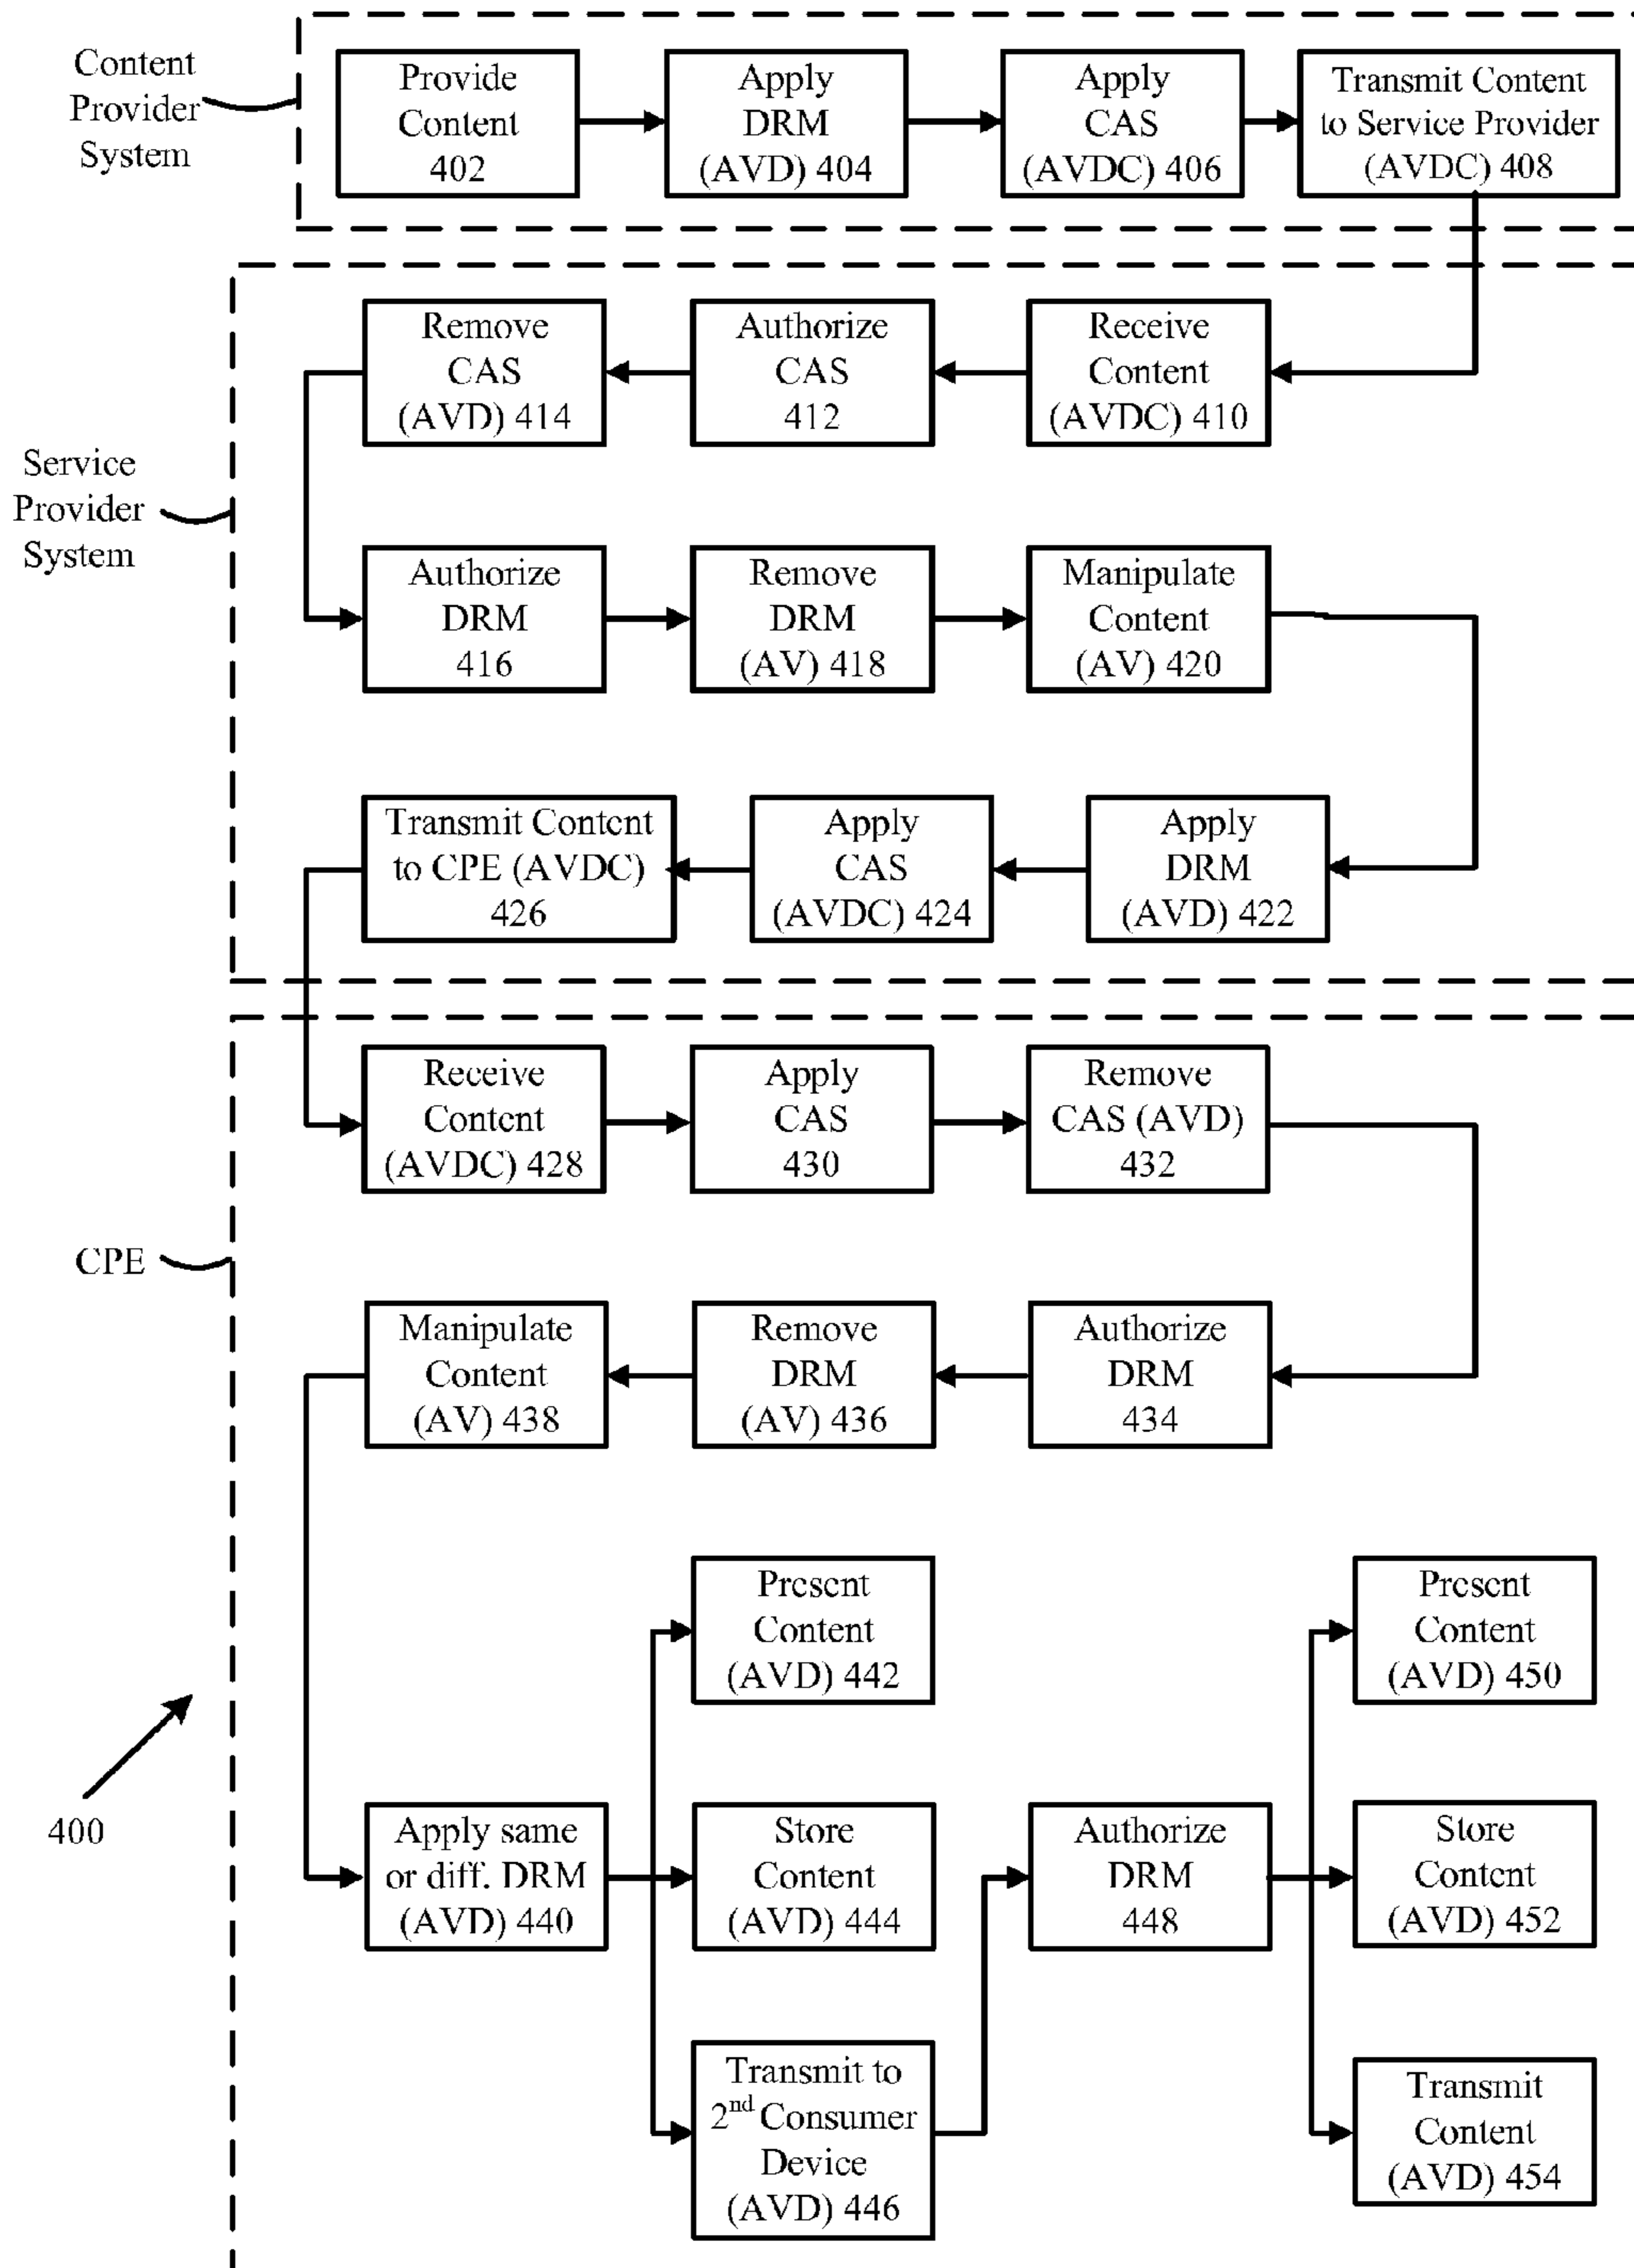 Content
Provider
System
Provide
Content
402
Apply
DRM
(AVD) 404
Apply
CAS
(AVDC) 406
Transmit Content
to Service Provider
(AVDC) 408
Service
Provider
System
Remove
CAS
(AVD) 414
Authorize
CAS
412
Receive
Content
(AVDC) 410
Authorize
DRM
416
Remove
DRM
(AV) 418
Manipulate
Content
(AV) 420
Transmit Content
to CPE (AVDC)
426
Apply
CAS
(AVDC) 424
Apply
DRM
(AVD) 422
CPE
Receive
Content
(AVDC) 428
Apply
CAS
430
Remove
CAS (AVD)
432
Manipulate
Content
(AV) 438
Remove
DRM
(AV) 436
Authorize
DRM
434
400
Apply same
or diff. DRM
(AVD) 440
Present
Content
(AVD) 442
Store
Content
(AVD) 444
Transmit to
2nd Consumer
Device
(AVD) 446
Authorize
DRM
448
Present
Content
(AVD) 450
Store
Content
(AVD) 452
Transmit
Content
(AVD) 454